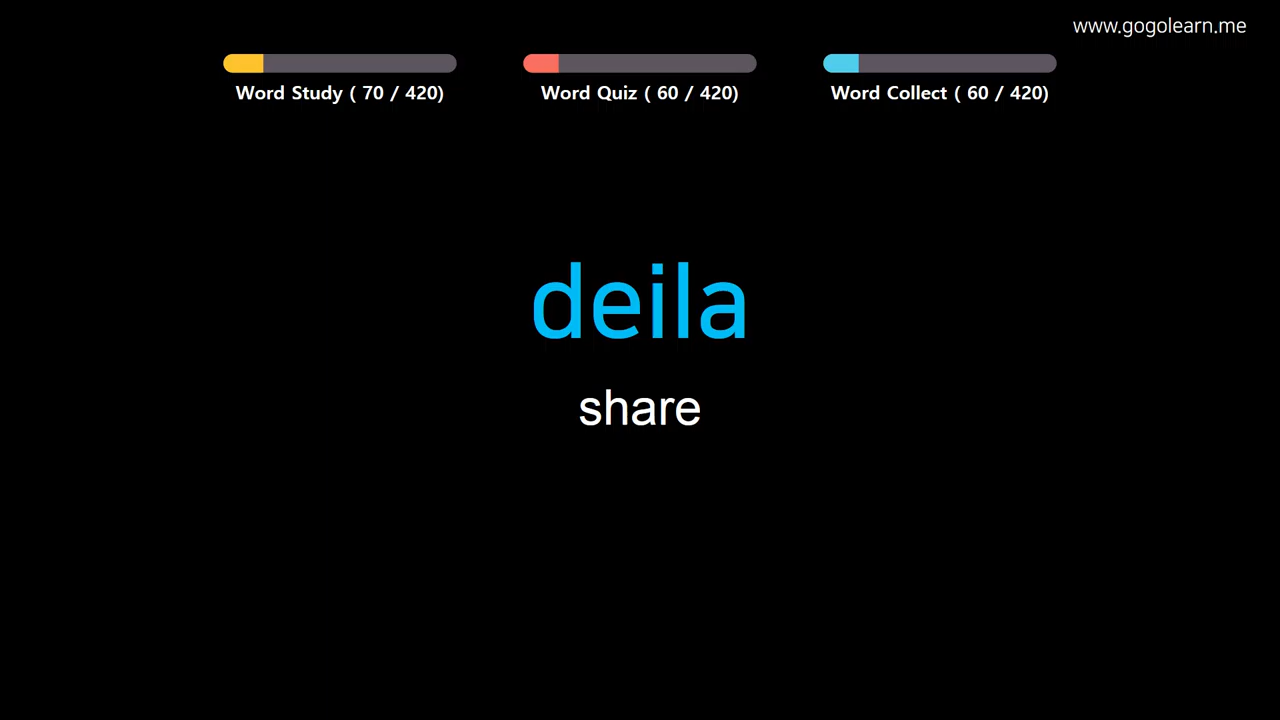 www.gogolearn.me
Word Study ( 70 / 420)
Word Quiz ( 60 / 420)
Word Collect ( 60 / 420)
deila
share